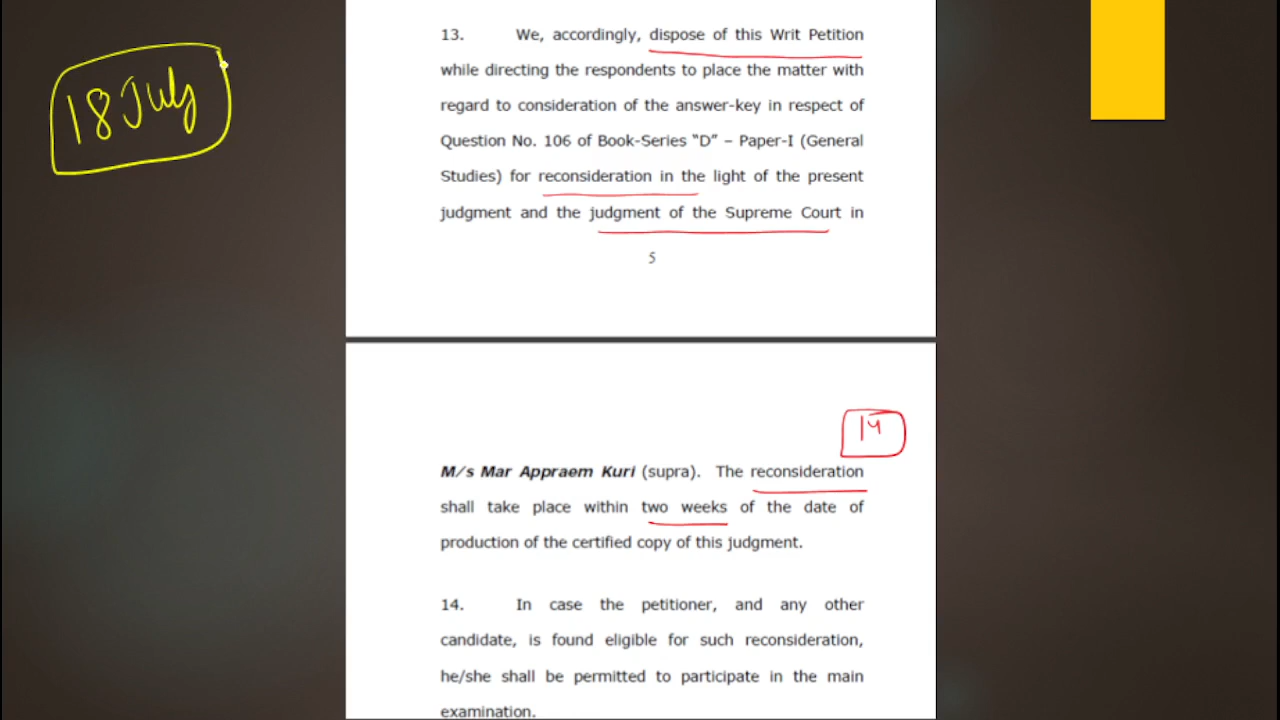 18 July
13. We, accordingly, dispose of this Writ Petition
while directing the respondents to place the matter with
regard to consideration of the answer-key in respect of
Question No. 106 of Book-Series “D” – Paper-I (General
Studies) for reconsideration in the light of the present
judgment and the judgment of the Supreme Court in
5
14
M/s Mar Appraem Kuri (supra). The reconsideration
shall take place within two weeks of the date of
production of the certified copy of this judgment.
14. In case the petitioner, and any other
candidate, is found eligible for such reconsideration,
he/she shall be permitted to participate in the main
examination.